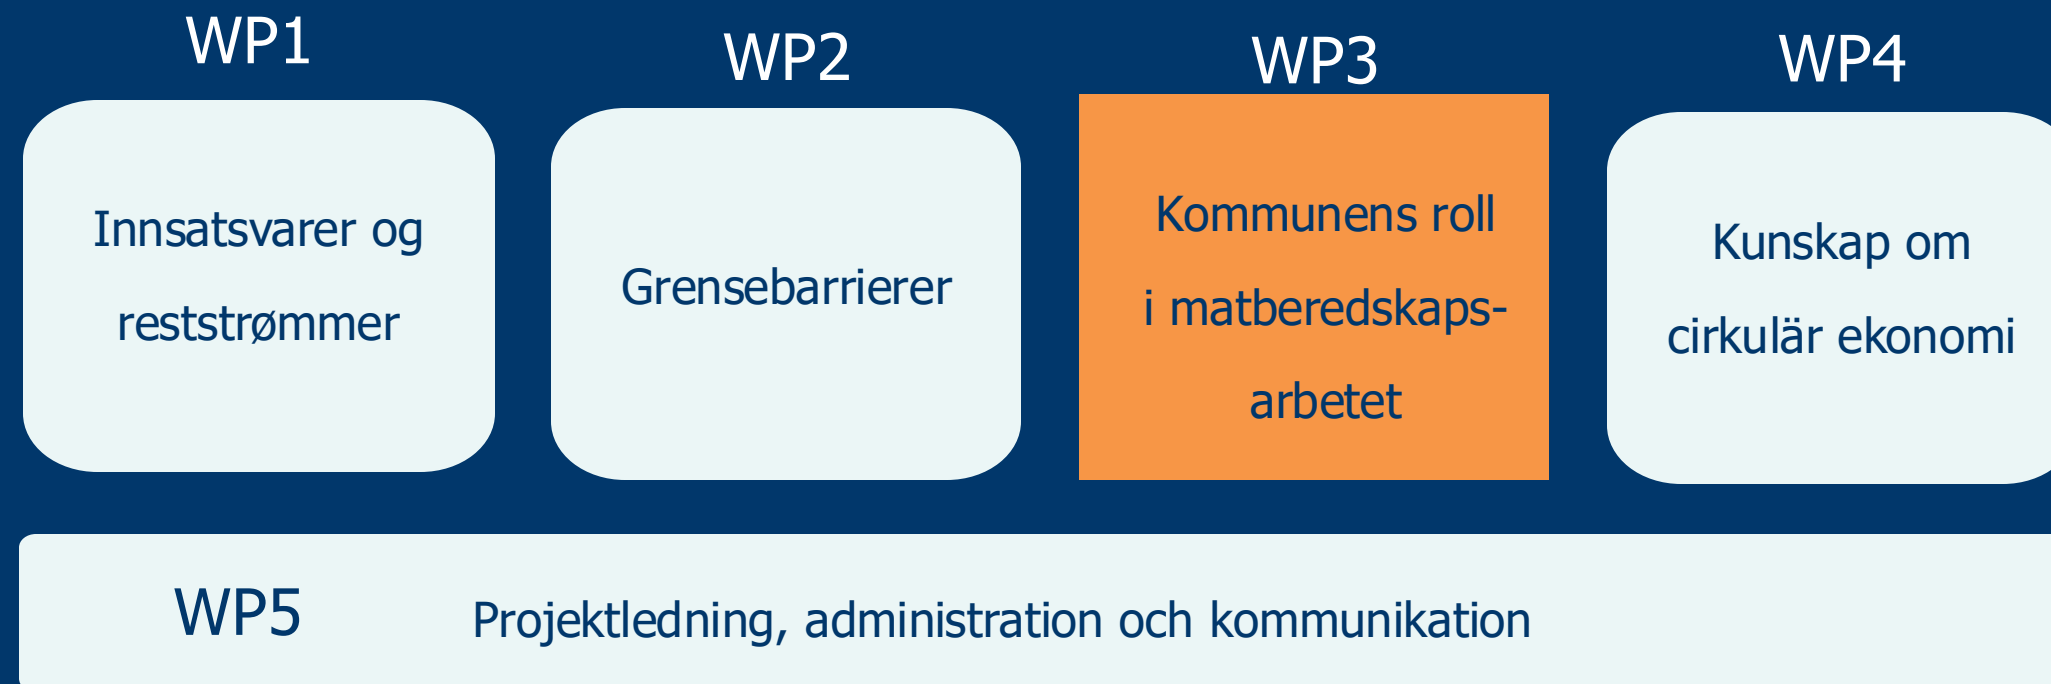 WP1
Innsatsvarer og
reststrømmer
WP2
Grensebarrierer
WP3
Kommunens roll
i matberedskaps-
arbetet
WP4
Kunskap om
cirkulär ekonomi
WP5
Projektledning, administration och kommunikation